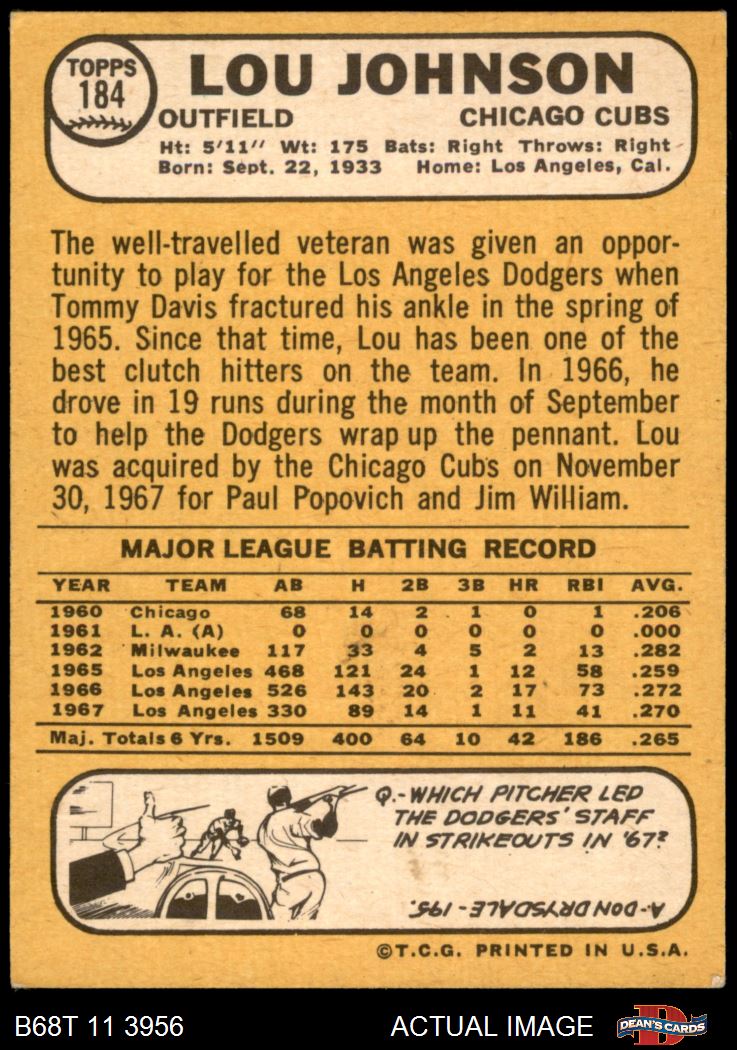 TOPPS
184
LOU JOHNSON
OUTFIELD CHICAGO CUBS
Ht: 5'11" Wt: 175 Bats: Right Throws: Right
Born: Sept. 22, 1933 Home: Los Angeles, Cal.
The well-travelled veteran was given an oppor-
tunity to play for the Los Angeles Dodgers when
Tommy Davis fractured his ankle in the spring of
1965. Since that time, Lou has been one of the
best clutch hitters on the team. In 1966, he
drove in 19 runs during the month of September
to help the Dodgers wrap up the pennant. Lou
was acquired by the Chicago Cubs on November
30, 1967 for Paul Popovich and Jim William.
MAJOR LEAGUE BATTING RECORD
YEAR TEAM AB H 2B 3B HR RBI AVG.
1960 Chicago 68 14 2 1 0 1 .206
1961 L. A. (A) 0 0 0 0 0 0 .000
1962 Milwaukee 117 33 4 5 2 13 .282
1965 Los Angeles 468 121 24 1 12 58 .259
1966 Los Angeles 526 143 20 2 17 73 .272
1967 Los Angeles 330 89 14 1 11 41 .270
Maj. Totals 6 Yrs. 1509 400 64 10 42 186 .265
Q.-WHICH PITCHER LED
THE DODGERS' STAFF
IN STRIKEOUTS IN '67?
A-DON DRYSDALE-195.
©T.C.G. PRINTED IN U.S.A.
B68T 11 3956 ACTUAL IMAGE DEAN'S CARDS